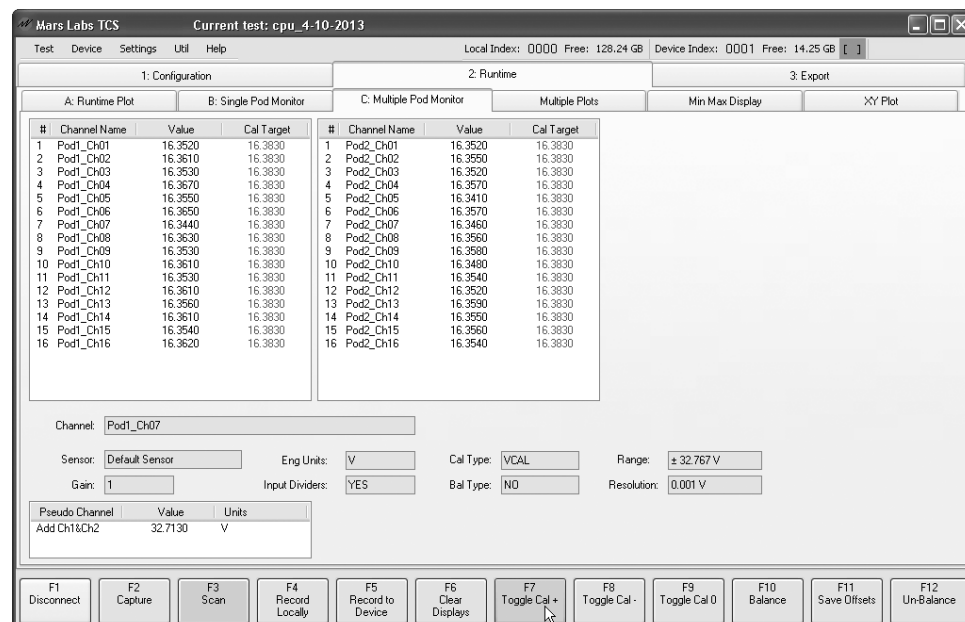 Mars Labs TCS Current test: cpu_4-10-2013
Test Device Settings Util Help Local Index: 0000 Free: 128.24 GB Device Index: 0001 Free: 14.25 GB [ ]
1: Configuration 2: Runtime 3: Export
A: Runtime Plot B: Single Pod Monitor C: Multiple Pod Monitor Multiple Plots Min Max Display XY Plot
# Channel Name Value Cal Target # Channel Name Value Cal Target
1 Pod1_Ch01 16.3520 16.3830 1 Pod2_Ch01 16.3520 16.3830
2 Pod1_Ch02 16.3610 16.3830 2 Pod2_Ch02 16.3550 16.3830
3 Pod1_Ch03 16.3530 16.3830 3 Pod2_Ch03 16.3520 16.3830
4 Pod1_Ch04 16.3670 16.3830 4 Pod2_Ch04 16.3570 16.3830
5 Pod1_Ch05 16.3550 16.3830 5 Pod2_Ch05 16.3410 16.3830
6 Pod1_Ch06 16.3650 16.3830 6 Pod2_Ch06 16.3570 16.3830
7 Pod1_Ch07 16.3440 16.3830 7 Pod2_Ch07 16.3460 16.3830
8 Pod1_Ch08 16.3630 16.3830 8 Pod2_Ch08 16.3560 16.3830
9 Pod1_Ch09 16.3530 16.3830 9 Pod2_Ch09 16.3580 16.3830
10 Pod1_Ch10 16.3610 16.3830 10 Pod2_Ch10 16.3480 16.3830
11 Pod1_Ch11 16.3530 16.3830 11 Pod2_Ch11 16.3540 16.3830
12 Pod1_Ch12 16.3610 16.3830 12 Pod2_Ch12 16.3520 16.3830
13 Pod1_Ch13 16.3560 16.3830 13 Pod2_Ch13 16.3590 16.3830
14 Pod1_Ch14 16.3610 16.3830 14 Pod2_Ch14 16.3550 16.3830
15 Pod1_Ch15 16.3540 16.3830 15 Pod2_Ch15 16.3560 16.3830
16 Pod1_Ch16 16.3620 16.3830 16 Pod2_Ch16 16.3540 16.3830
Channel: Pod1_Ch07
Sensor: Default Sensor Eng Units: V Cal Type: VCAL Range: ± 32.767 V
Gain: 1 Input Dividers: YES Bal Type: NO Resolution: 0.001 V
Pseudo Channel Value Units
Add Ch1&Ch2 32.7130 V
F1 F2 F3 F4 F5 F6 F7 F8 F9 F10 F11 F12
Disconnect Capture Scan Record Record to Clear Toggle Cal + Toggle Cal - Toggle Cal 0 Balance Save Offsets Un-Balance
Locally Device Displays